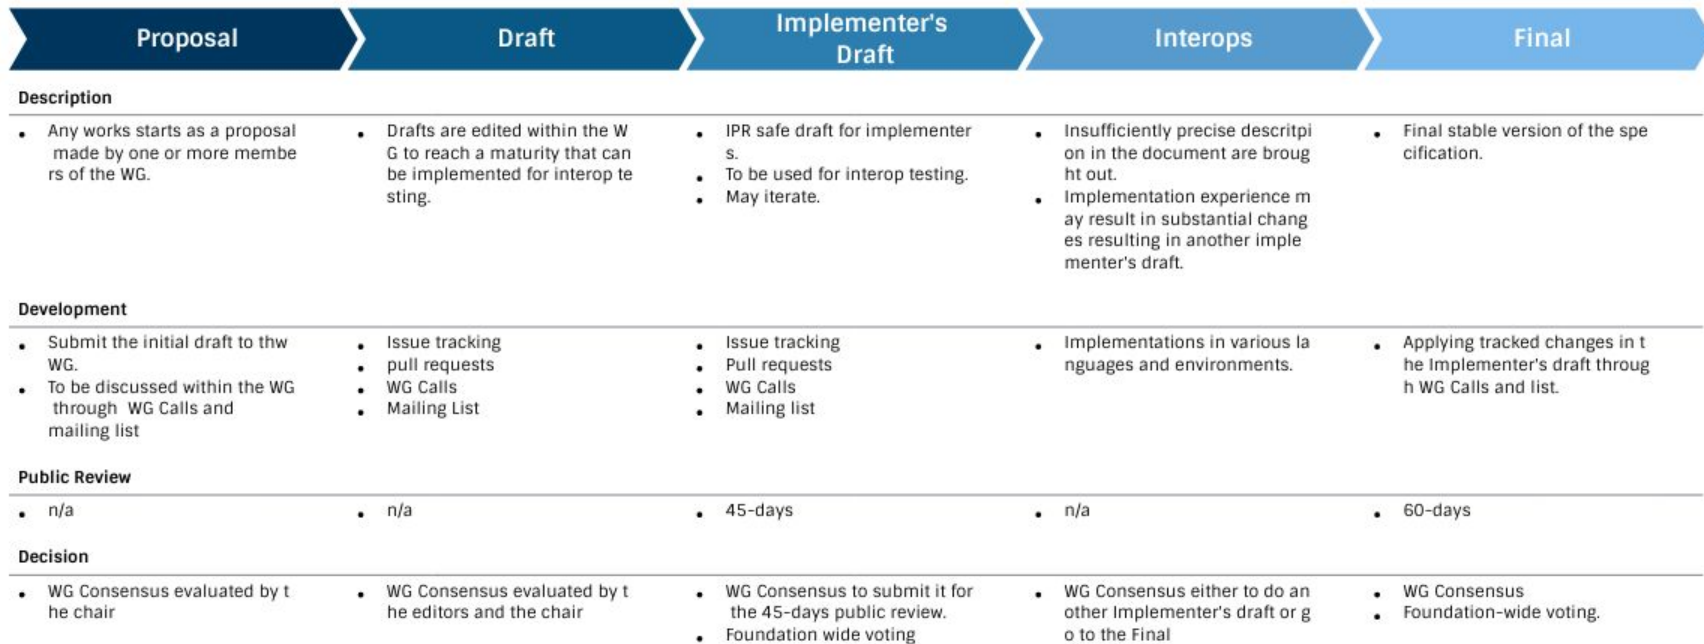 Proposal
Draft
Implementer's
Draft
Interops
Final
Description
• Any works starts as a proposal
made by one or more membe
rs of the WG.
• Drafts are edited within the W
G to reach a maturity that can
be implemented for interop te
sting.
• IPR safe draft for implementer
s.
• To be used for interop testing.
• May iterate.
• Insufficiently precise descritpi
on in the document are broug
ht out.
• Implementation experience m
ay result in substantial chang
es resulting in another imple
menter's draft.
• Final stable version of the spe
cification.
Development
• Submit the initial draft to thw
WG.
• To be discussed within the WG
through WG Calls and
mailing list
• Issue tracking
• pull requests
• WG Calls
• Mailing List
• Issue tracking
• Pull requests
• WG Calls
• Mailing list
• Implementations in various la
nguages and environments.
• Applying tracked changes in t
he Implementer's draft throug
h WG Calls and list.
Public Review
• n/a
• n/a
• 45-days
• n/a
• 60-days
Decision
• WG Consensus evaluated by t
he chair
• WG Consensus evaluated by t
he editors and the chair
• WG Consensus to submit it for
the 45-days public review.
• Foundation wide voting
• WG Consensus either to do an
other Implementer's draft or g
o to the Final
• WG Consensus
• Foundation-wide voting.